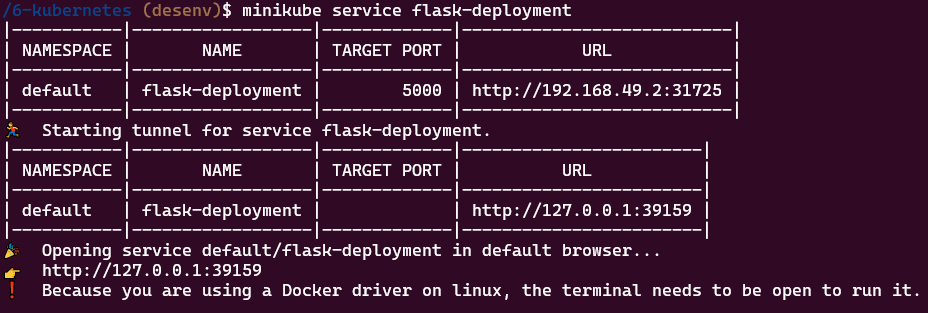 /6-kubernetes (desenv)$ minikube service flask-deployment
|-----------|------------------|-------------|---------------------------|
| NAMESPACE |       NAME       | TARGET PORT |            URL            |
|-----------|------------------|-------------|---------------------------|
| default   | flask-deployment |        5000 | http://192.168.49.2:31725 |
|-----------|------------------|-------------|---------------------------|
🏃  Starting tunnel for service flask-deployment.
|-----------|------------------|-------------|------------------------|
| NAMESPACE |       NAME       | TARGET PORT |          URL           |
|-----------|------------------|-------------|------------------------|
| default   | flask-deployment |             | http://127.0.0.1:39159 |
|-----------|------------------|-------------|------------------------|
🎉  Opening service default/flask-deployment in default browser...
👉  http://127.0.0.1:39159
❗  Because you are using a Docker driver on linux, the terminal needs to be open to run it.